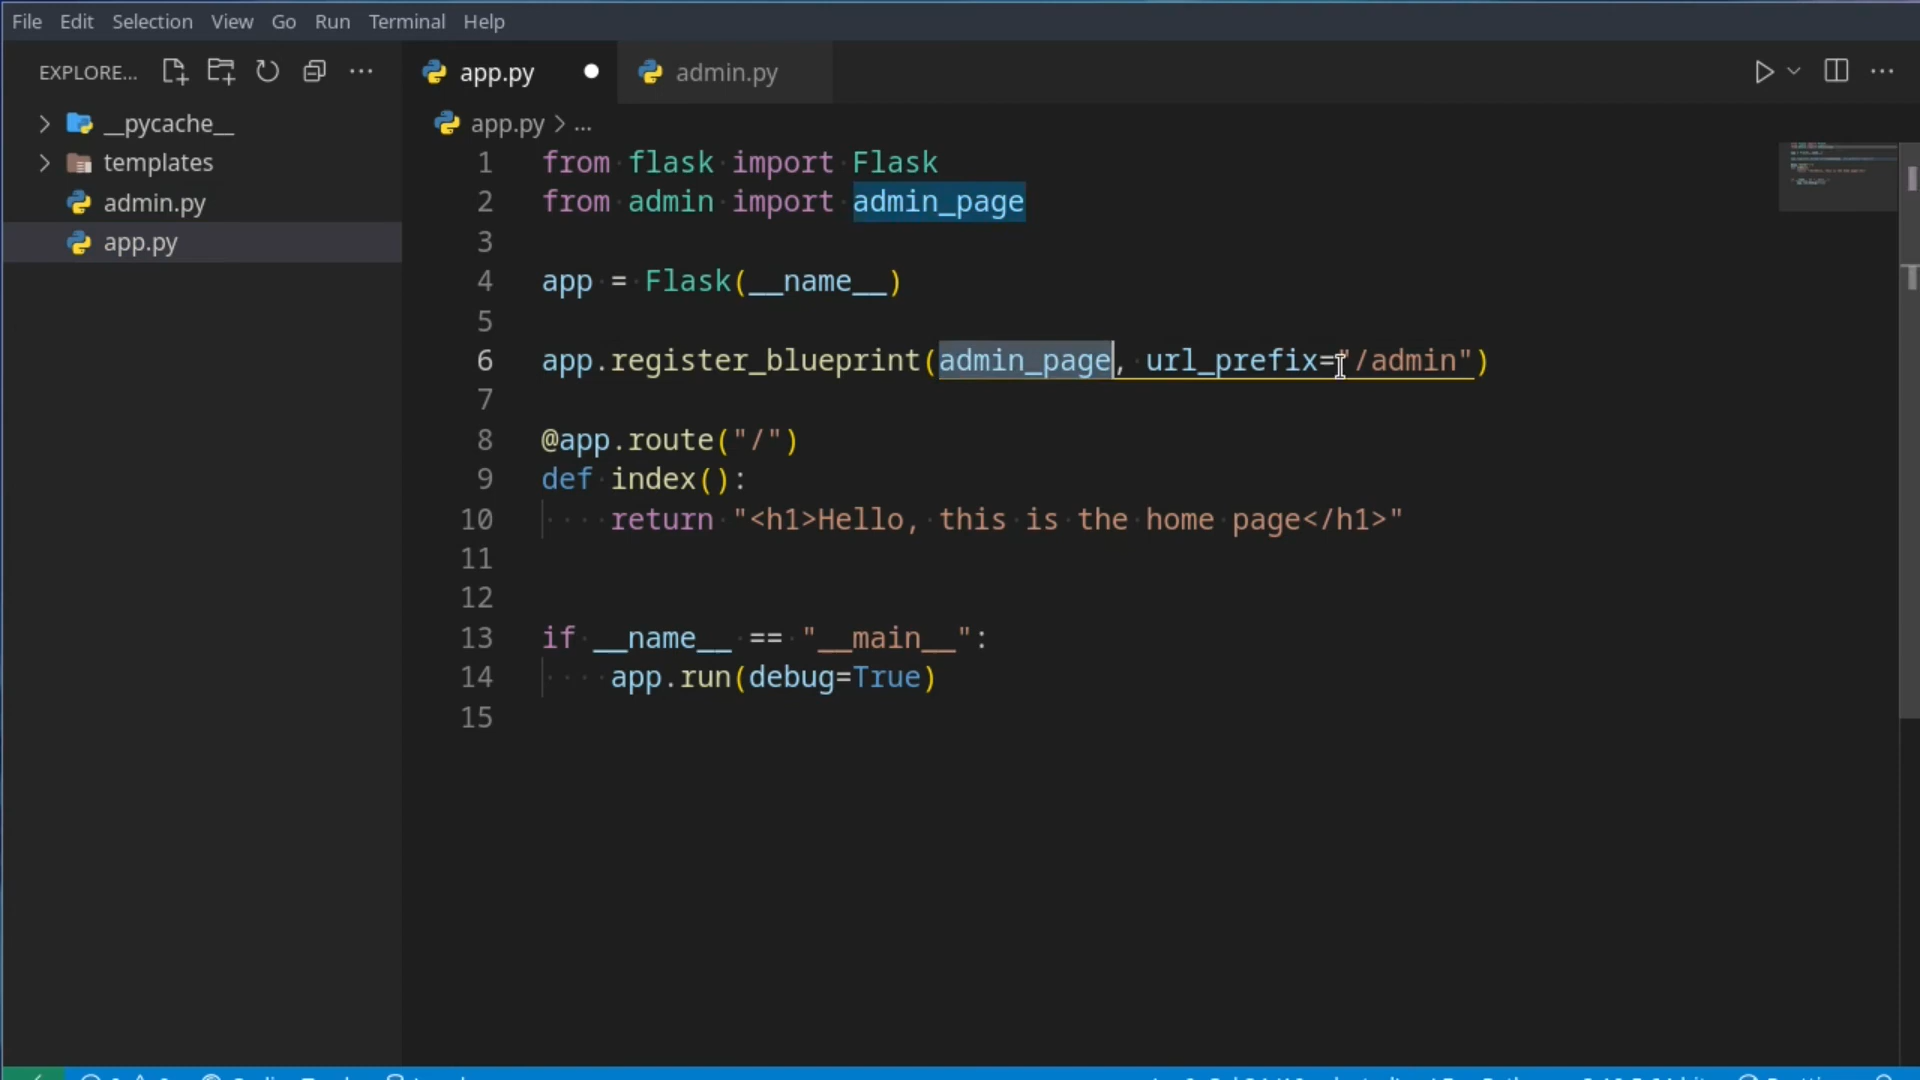 File Edit Selection View Go Run Terminal Help
EXPLORE...
app.py
admin.py
__pycache__
templates
admin.py
app.py
app.py > ...
1 from flask import Flask
2 from admin import admin_page
3
4 app = Flask(__name__)
5
6 app.register_blueprint(admin_page, url_prefix="/admin")
7
8 @app.route("/")
9 def index():
10 return "<h1>Hello, this is the home page</h1>"
11
12
13 if __name__ == "__main__":
14 app.run(debug=True)
15